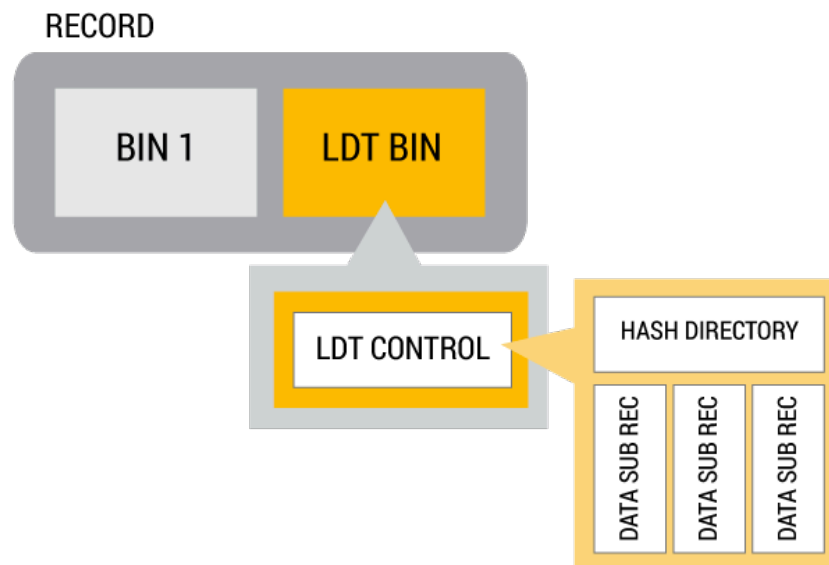 RECORD
BIN 1
LDT BIN
LDT CONTROL
HASH DIRECTORY
DATA SUB REC
DATA SUB REC
DATA SUB REC